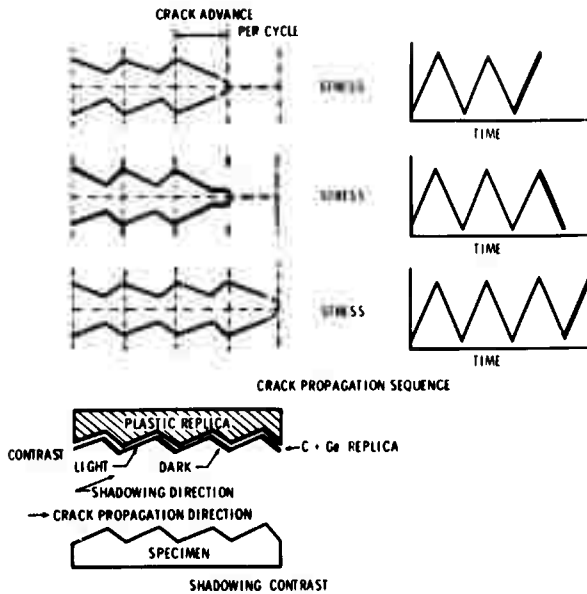 CRACK ADVANCE
PER CYCLE
STRESS
TIME
STRESS
TIME
STRESS
TIME
CRACK PROPAGATION SEQUENCE
PLASTIC REPLICA
CONTRAST
LIGHT
DARK
C + Ge REPLICA
SHADOWING DIRECTION
CRACK PROPAGATION DIRECTION
SPECIMEN
SHADOWING CONTRAST